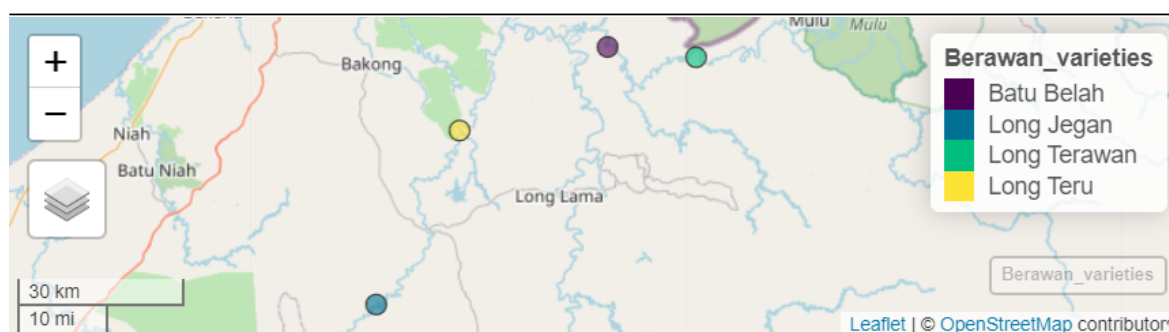 Mulu
Mulu
+
−
Bakong
Niah
Batu Niah
Long Lama
Berawan_varieties
Batu Belah
Long Jegan
Long Terawan
Long Teru
Berawan_varieties
30 km
10 mi
Leaflet | © OpenStreetMap contributor